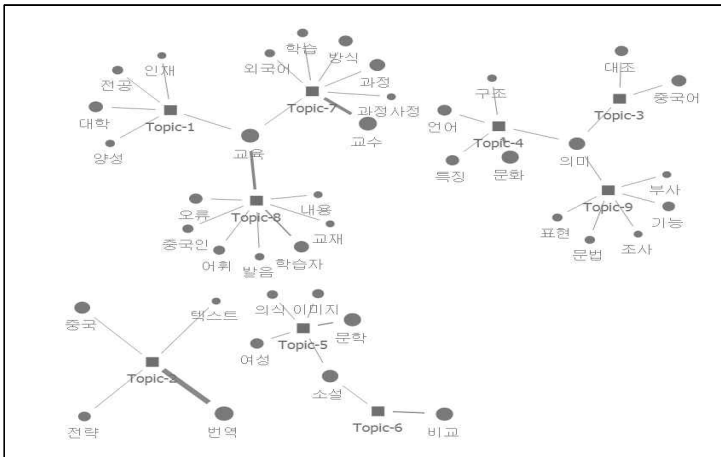 학습
방식
외국어
인재
전공
과정
Topic-7
과정사정
대학
Topic-1
교수
양성
교육
대조
구조
중국어
Topic-3
언어
Topic-4
의미
특징
문화
부사
Topic-9
기능
표현
조사
문법
내용
오류
Topic-8
교재
중국인
어휘
발음
학습자
의식
이미지
텍스트
중국
Topic-5
문학
여성
Topic-2
소설
전략
번역
Topic-6
비교